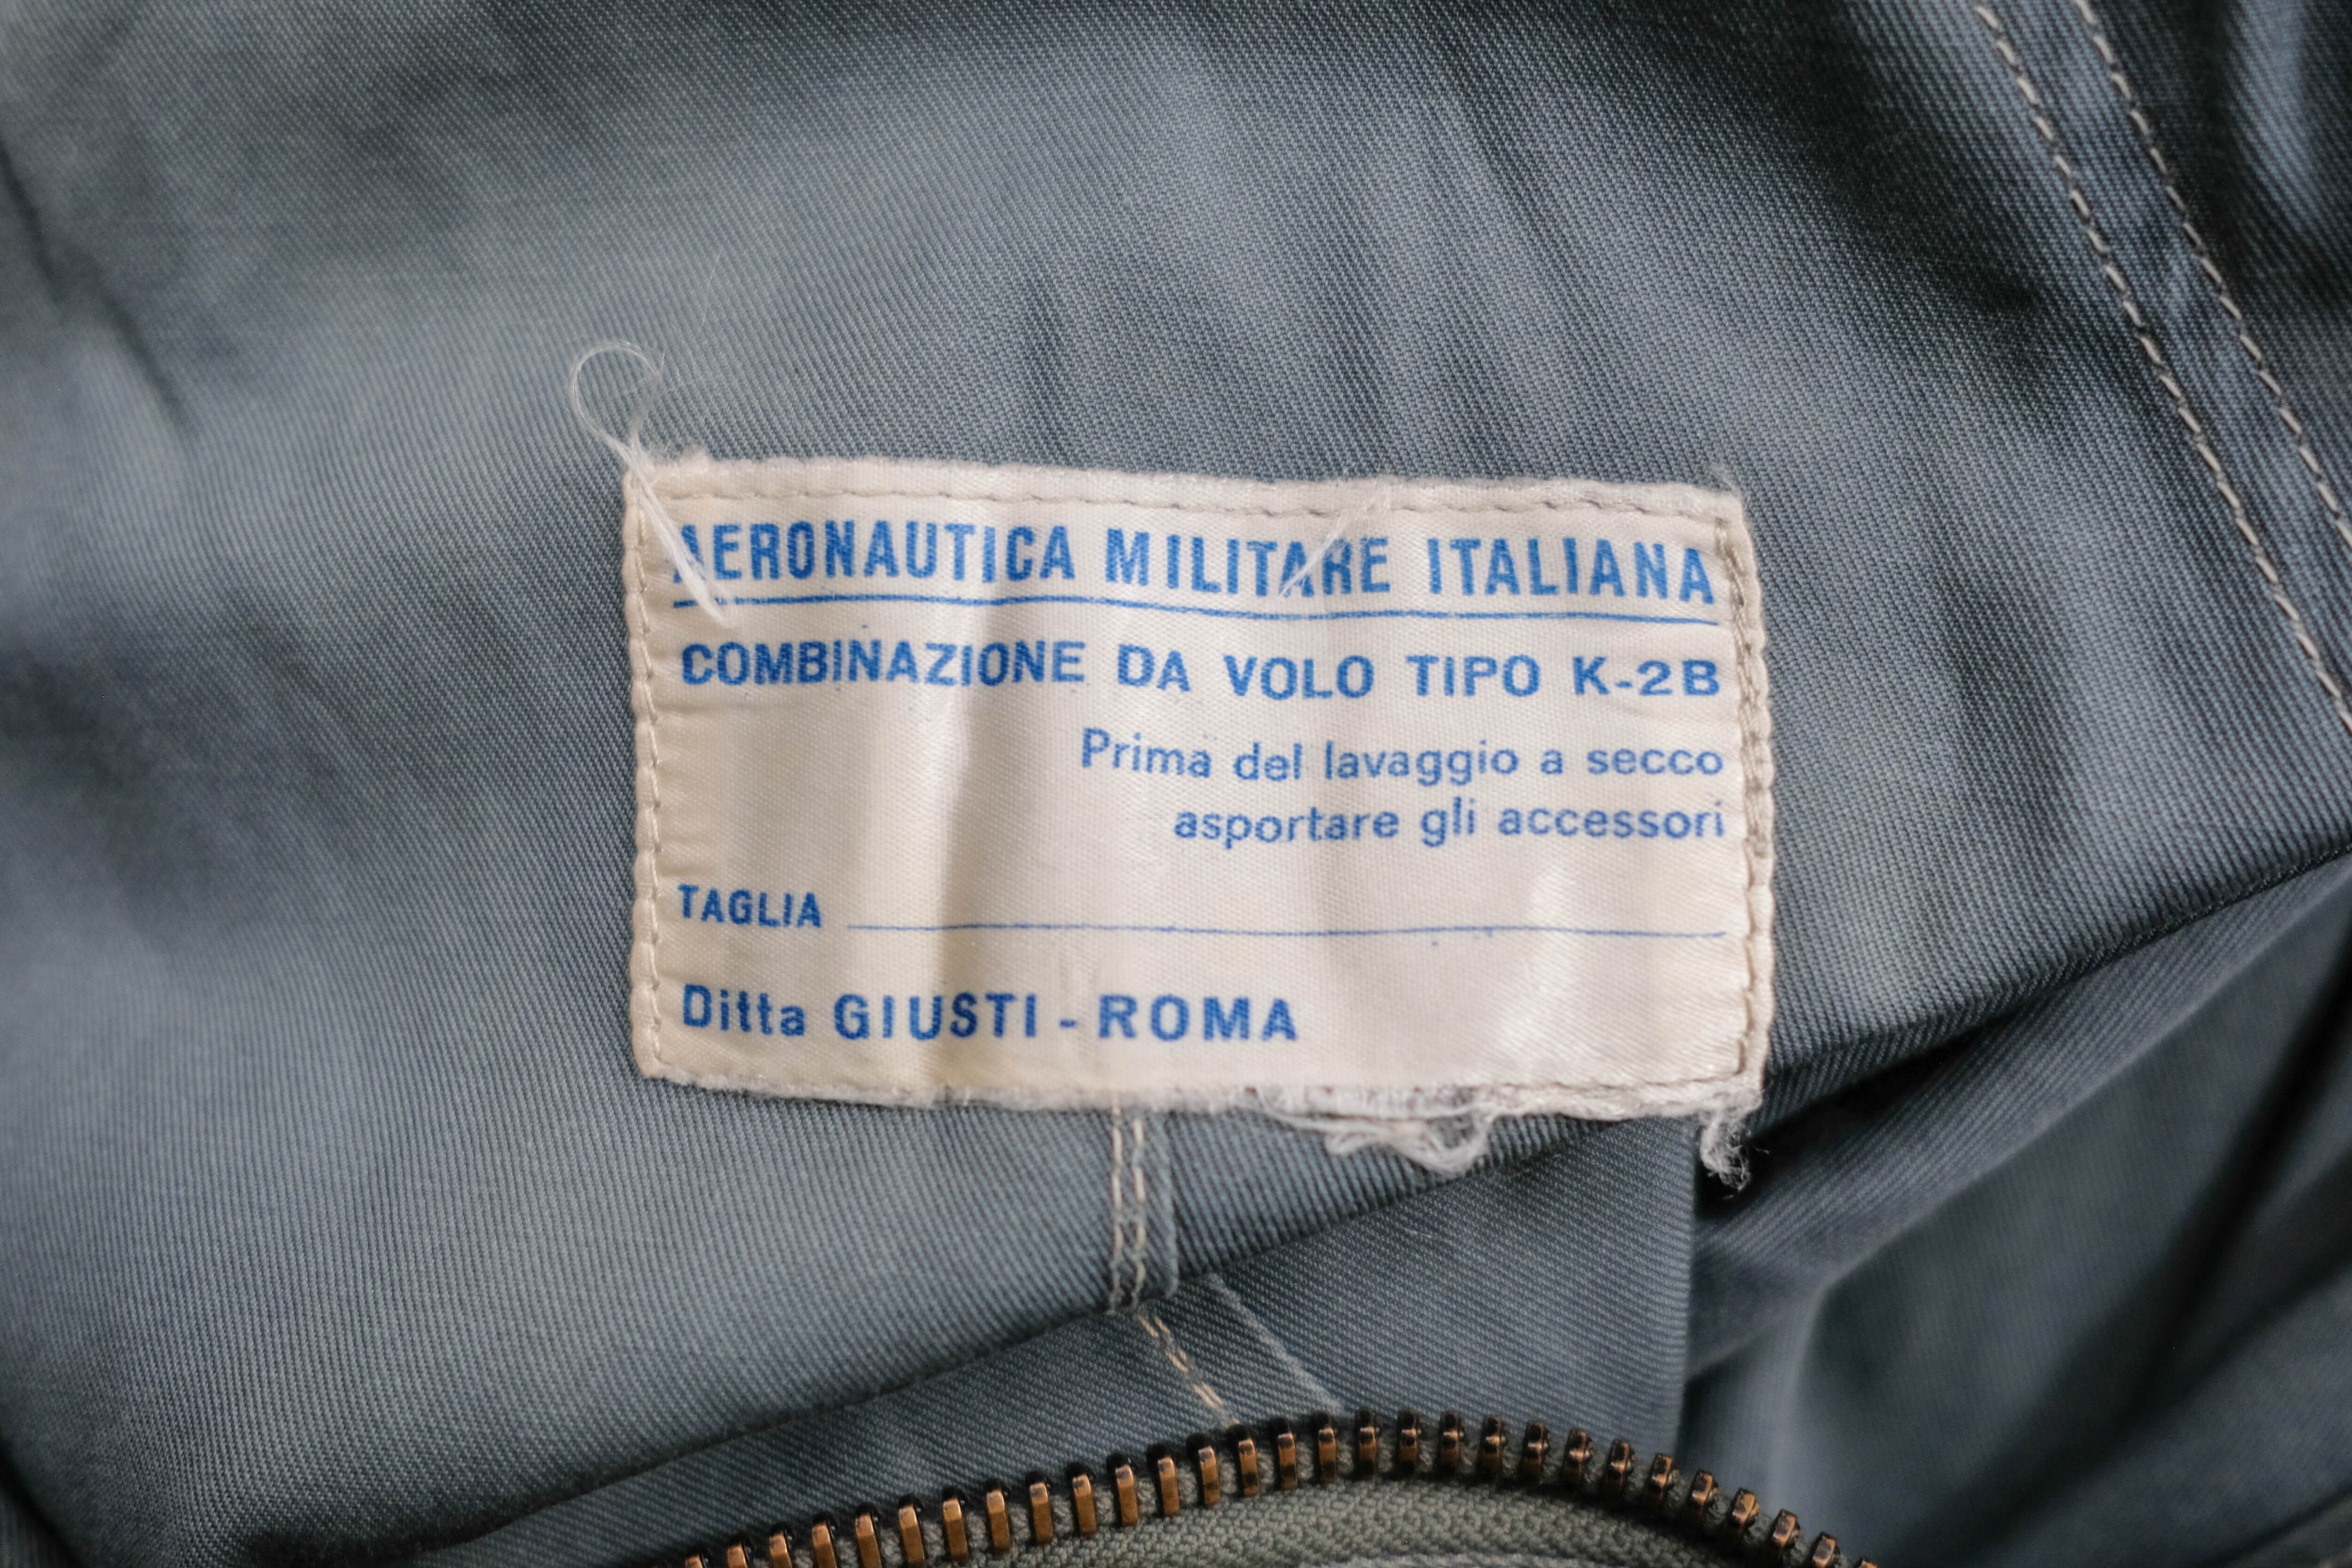 AERONAUTICA MILITARE ITALIANA
COMBINAZIONE DA VOLO TIPO K-2B
Prima del lavaggio a secco
asportare gli accessori
TAGLIA
Ditta GIUSTI - ROMA